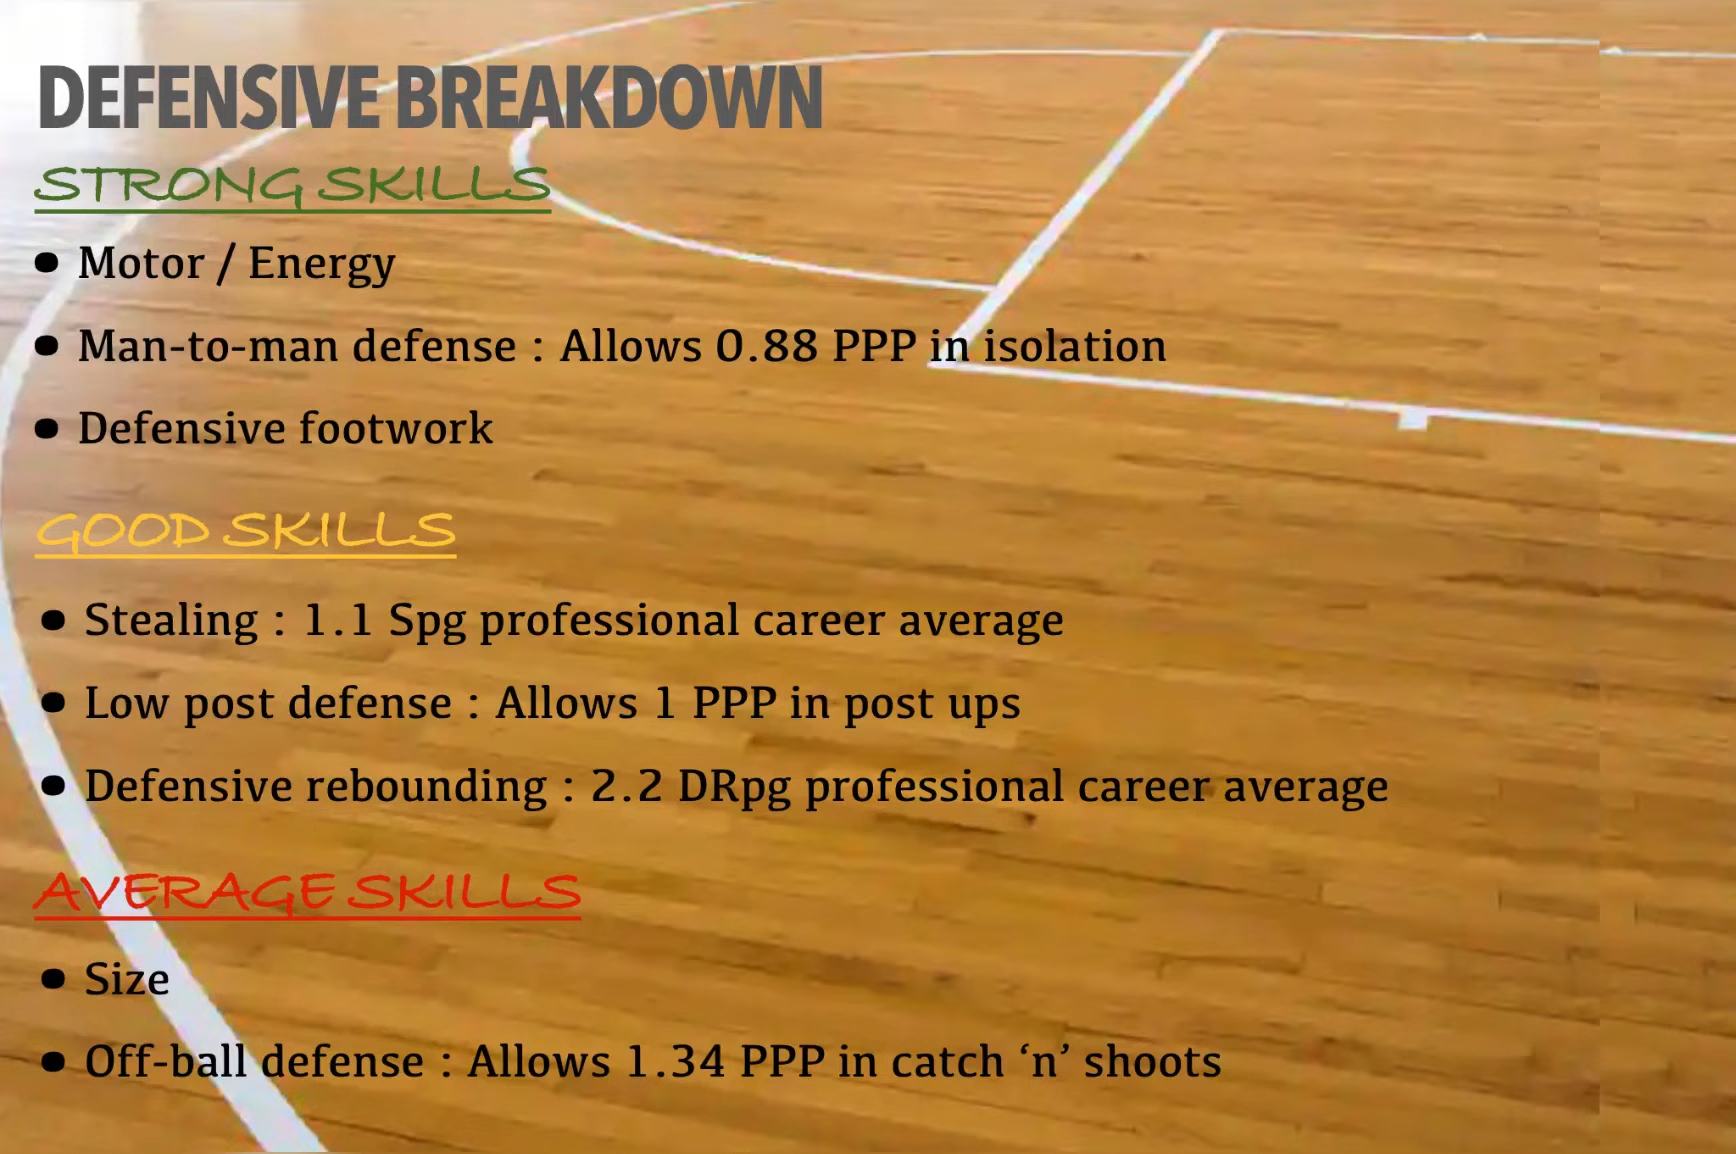 DEFENSIVE BREAKDOWN
STRONG SKILLS
• Motor / Energy
• Man-to-man defense : Allows 0.88 PPP in isolation
• Defensive footwork
GOOD SKILLS
• Stealing : 1.1 Spg professional career average
• Low post defense : Allows 1 PPP in post ups
• Defensive rebounding : 2.2 DRpg professional career average
AVERAGE SKILLS
• Size
• Off-ball defense : Allows 1.34 PPP in catch ‘n’ shoots